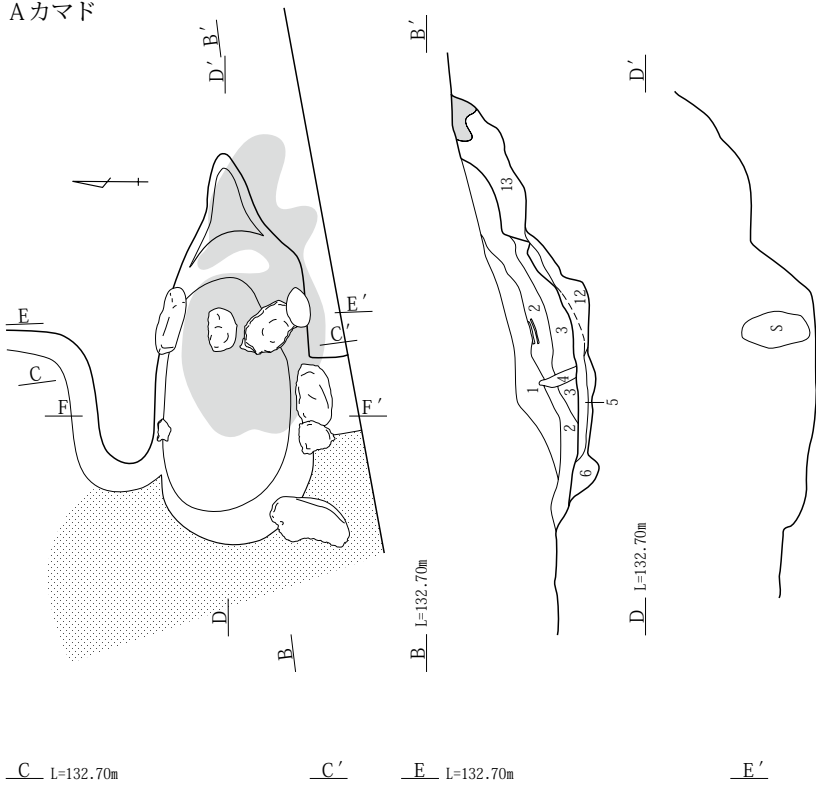 Aカマド
B′
D′
E
E′
C
C′
F
F′
D
B
B′
13
12
2
3
1
4
3
2
5
6
B L=132.70m
D′
S
D L=132.70m
C L=132.70m C′
E L=132.70m E′